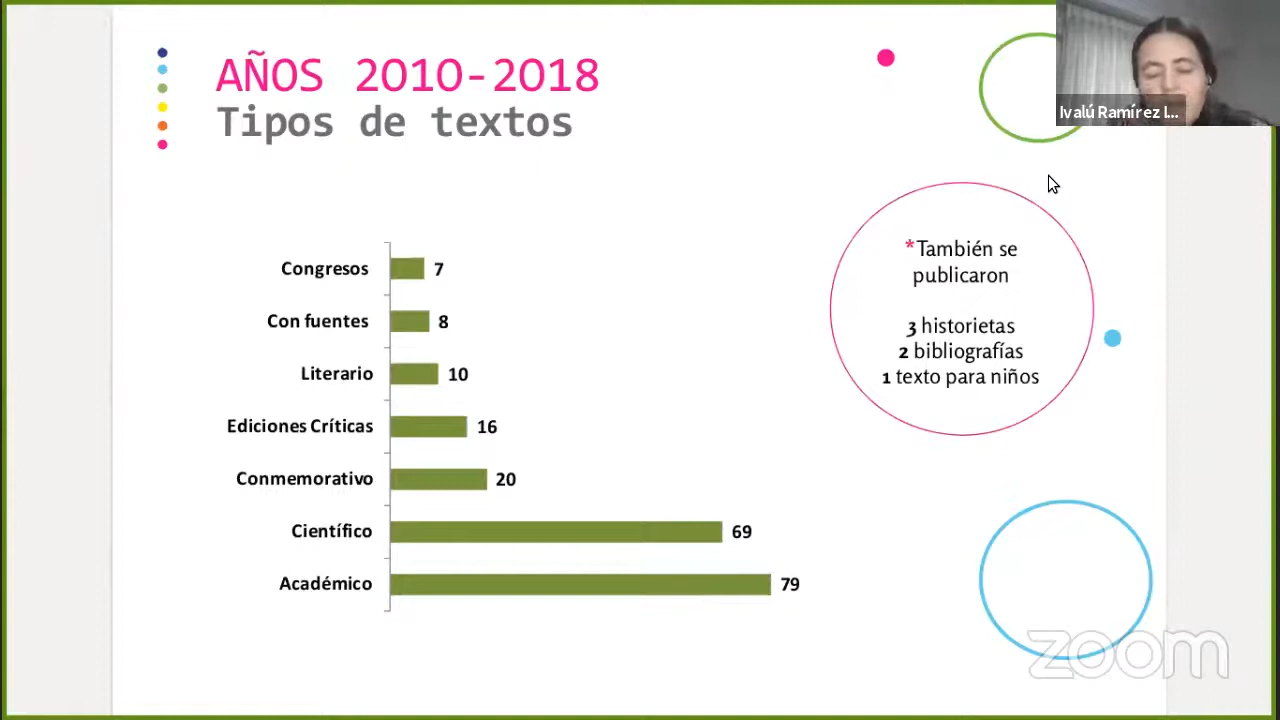 AÑOS 2010-2018
Tipos de textos
Ivalú Ramírez I...
*También se
publicaron
3 historietas
2 bibliografías
1 texto para niños
Congresos 7
Con fuentes 8
Literario 10
Ediciones Críticas 16
Conmemorativo 20
Científico 69
Académico 79
zoom